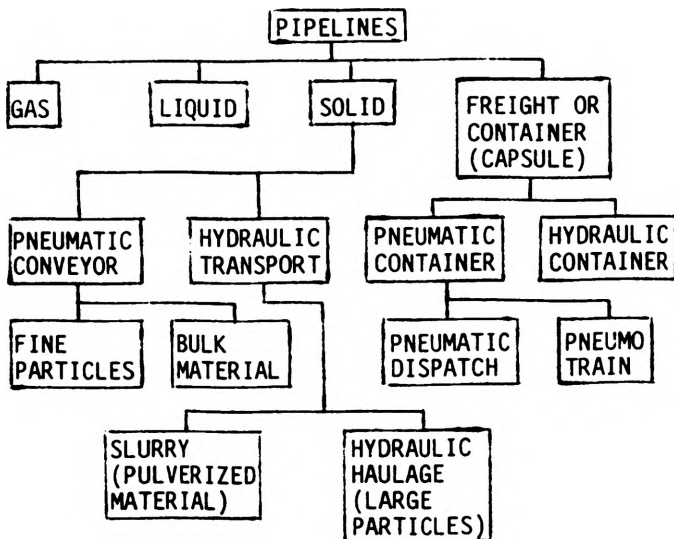 PIPELINES
GAS
LIQUID
SOLID
FREIGHT OR
CONTAINER
(CAPSULE)
PNEUMATIC
CONVEYOR
HYDRAULIC
TRANSPORT
PNEUMATIC
CONTAINER
HYDRAULIC
CONTAINER
FINE
PARTICLES
BULK
MATERIAL
PNEUMATIC
DISPATCH
PNEUMO
TRAIN
SLURRY
(PULVERIZED
MATERIAL)
HYDRAULIC
HAULAGE
(LARGE
PARTICLES)